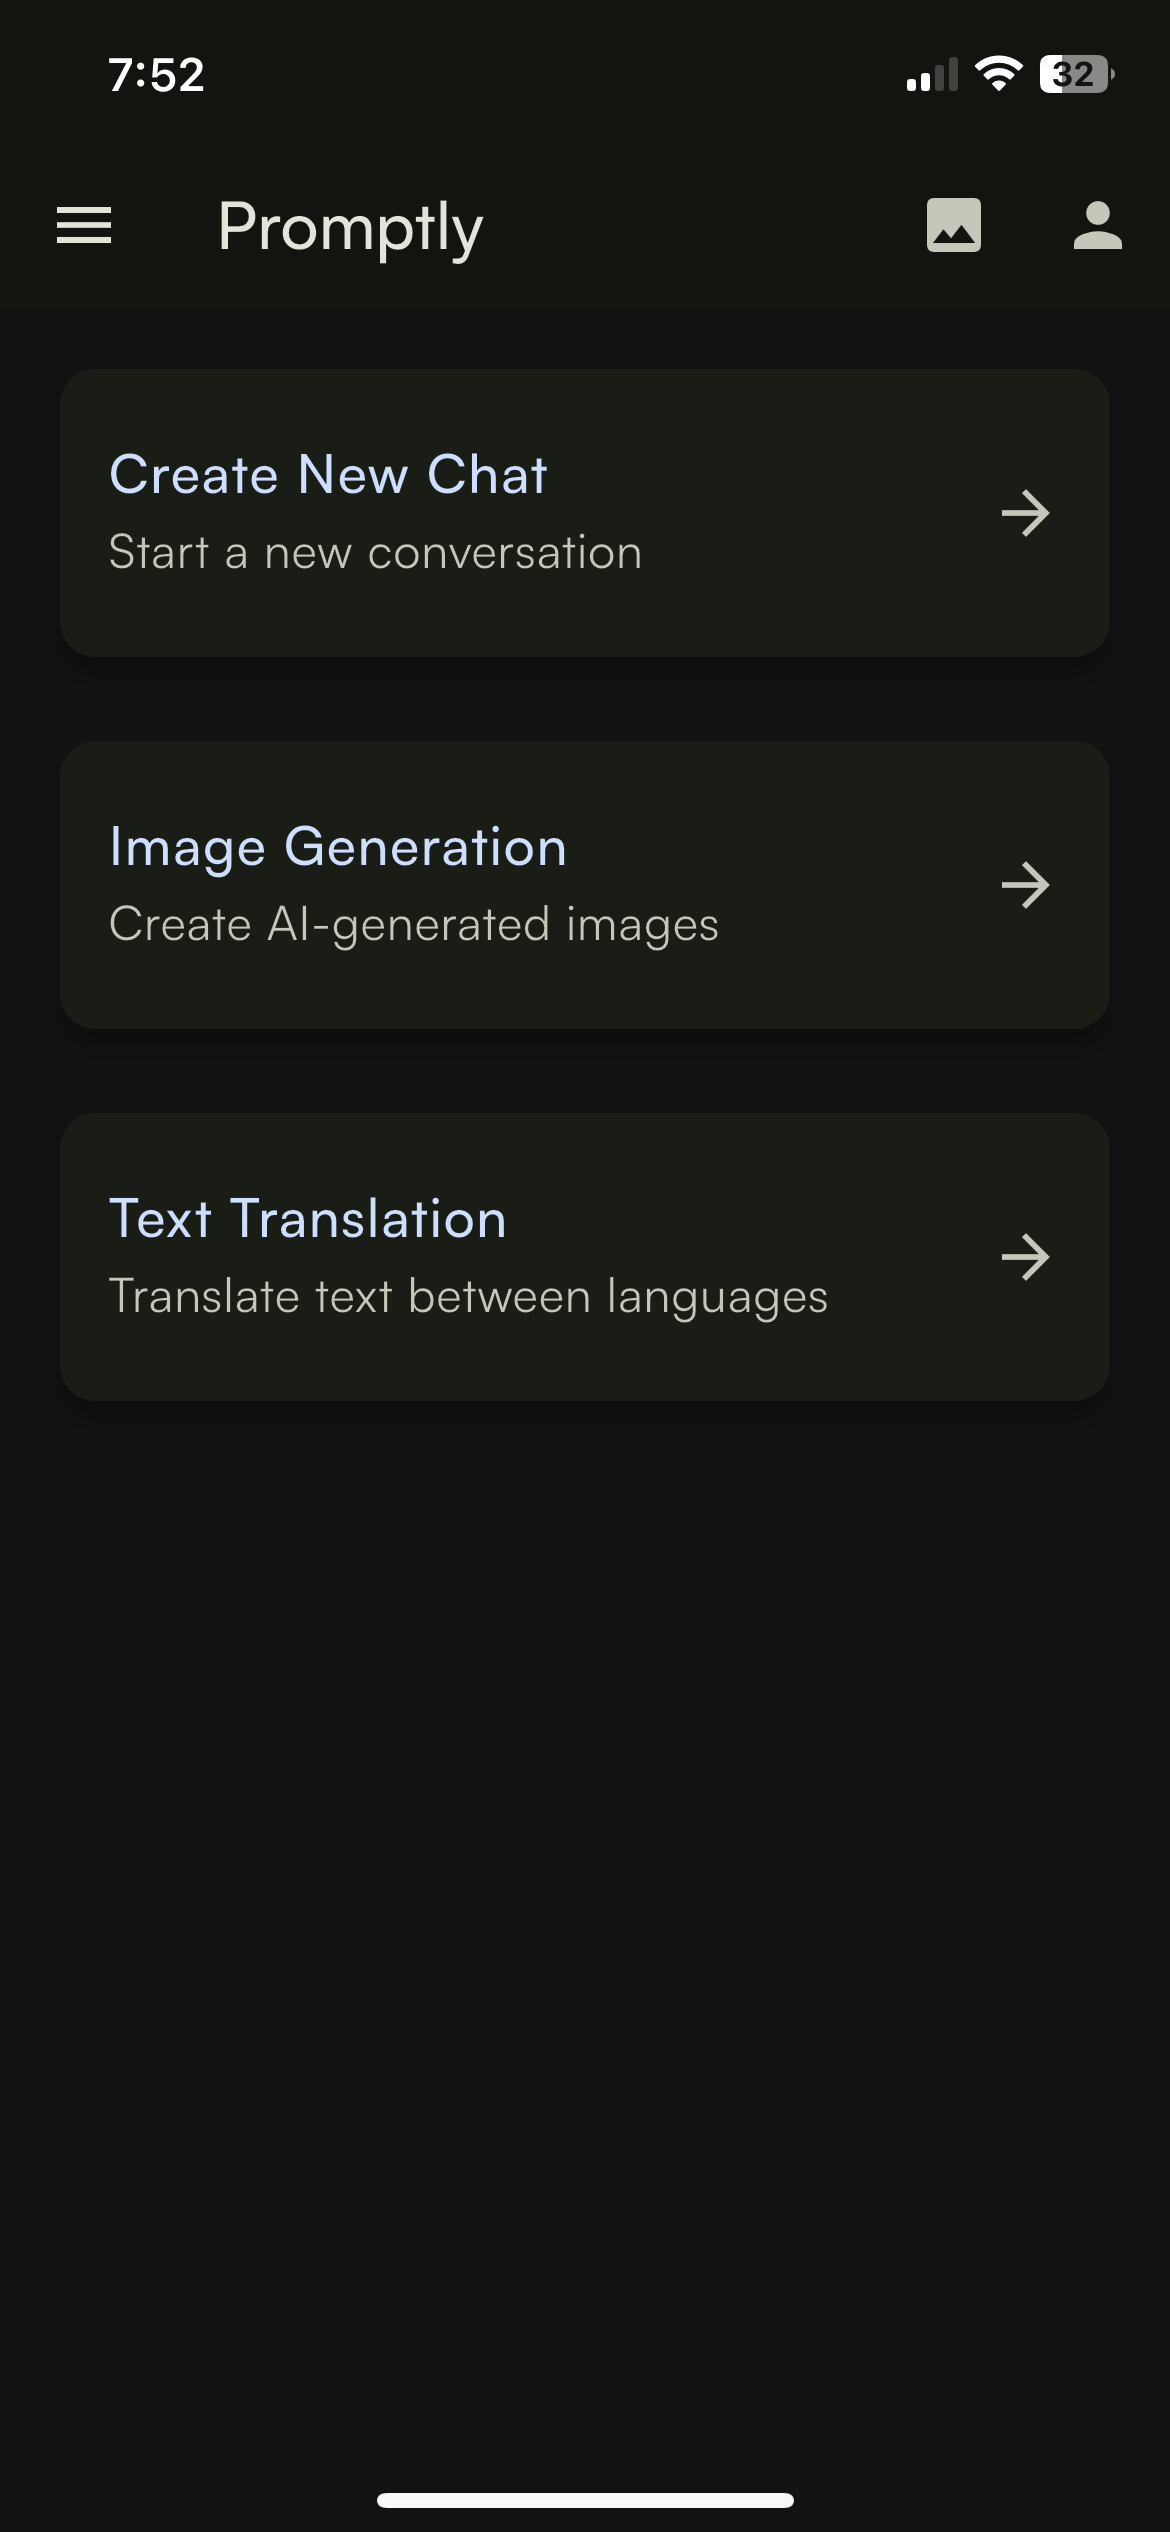 7:52
32
Promptly
Create New Chat
Start a new conversation
Image Generation
Create AI-generated images
Text Translation
Translate text between languages